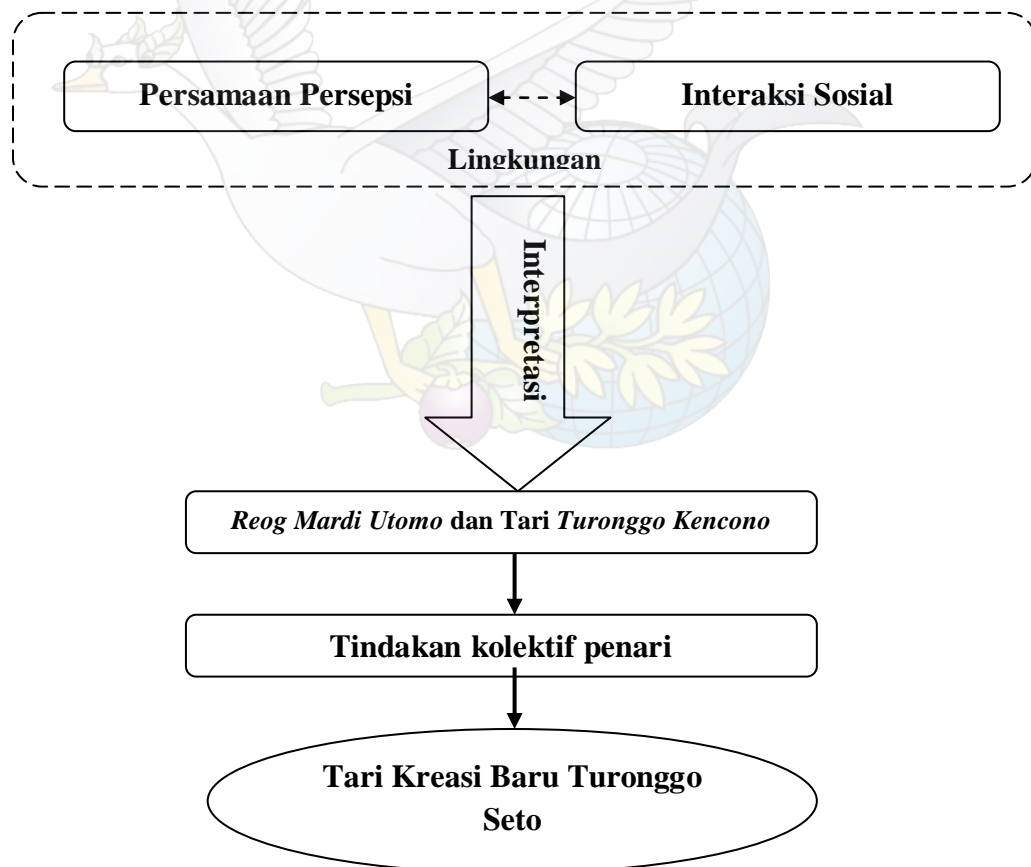 Persamaan Persepsi
Interaksi Sosial
Lingkungan
Interpretasi
Reog Mardi Utomo dan Tari Turonggo Kencono
Tindakan kolektif penari
Tari Kreasi Baru Turonggo
Seto